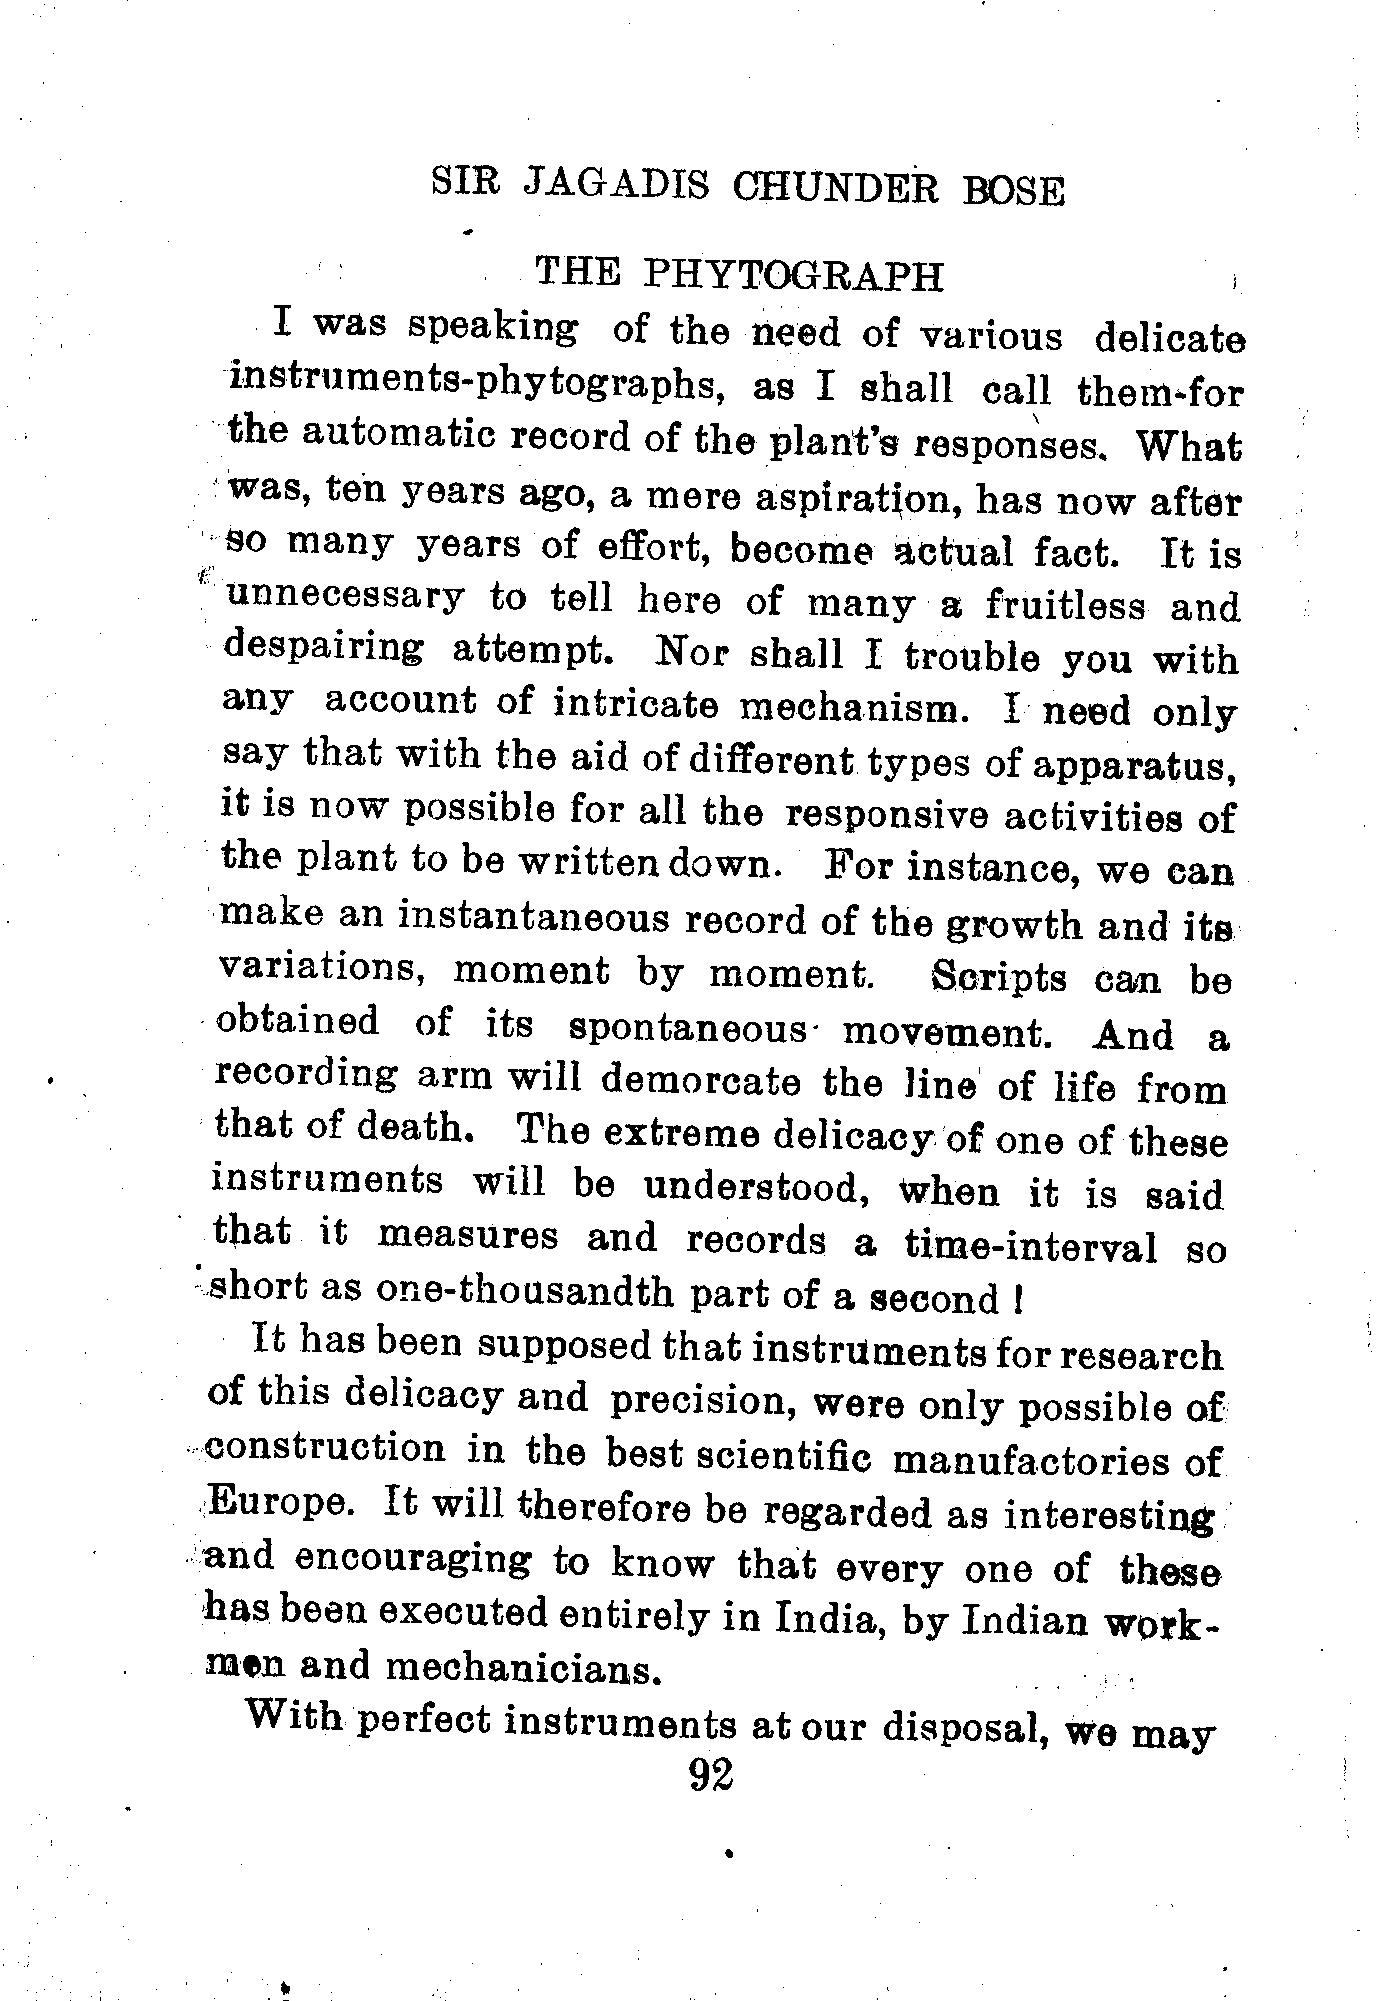 SIR JAGADIS CHUNDER BOSE
THE PHYTOGRAPH
I was speaking of the need of various delicate
instruments-phytographs, as I shall call them-for
the automatic record of the plant's responses. What
was, ten years ago, a mere aspiration, has now after
so many years of effort, become actual fact. It is
unnecessary to tell here of many a fruitless and
despairing attempt. Nor shall I trouble you with
any account of intricate mechanism. I need only
say that with the aid of different types of apparatus,
it is now possible for all the responsive activities of
the plant to be written down. For instance, we can
make an instantaneous record of the growth and its
variations, moment by moment. Scripts can be
obtained of its spontaneous movement. And a
recording arm will demorcate the line of life from
that of death. The extreme delicacy of one of these
instruments will be understood, when it is said
that it measures and records a time-interval so
short as one-thousandth part of a second !
It has been supposed that instruments for research
of this delicacy and precision, were only possible of
construction in the best scientific manufactories of
Europe. It will therefore be regarded as interesting
and encouraging to know that every one of these
has been executed entirely in India, by Indian work-
men and mechanicians.
With perfect instruments at our disposal, we may
92